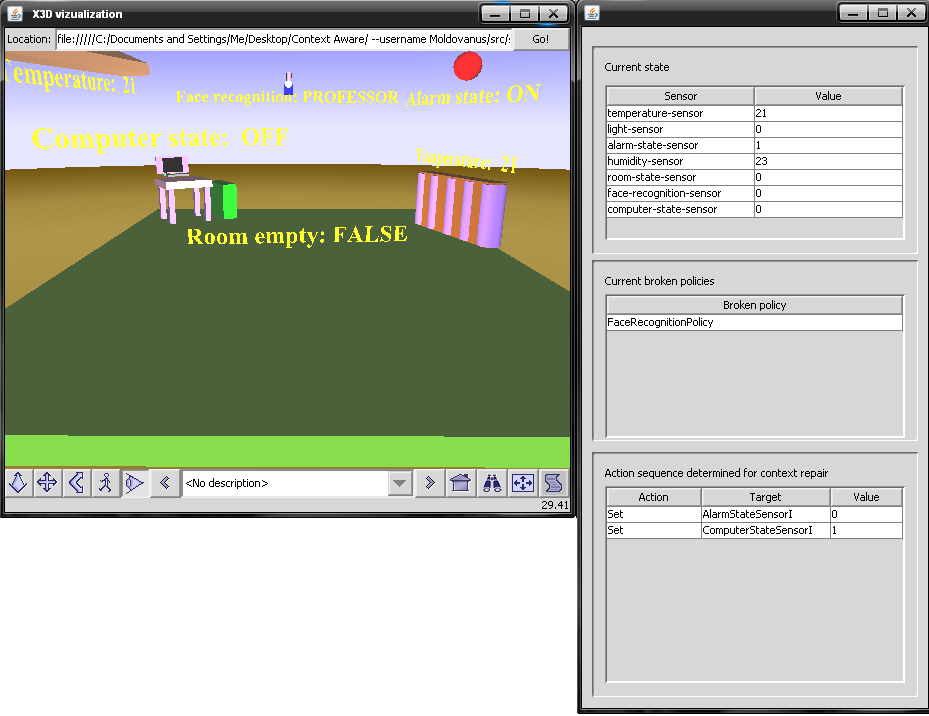 X3D vizualization
Location: file://///C:/Documents and Settings/Me/Desktop/Context Aware/ --username Moldovanus/src/ Go!
Temperature: 21
Face recognition: PROFESSOR Alarm state: ON
Computer state: OFF
21
Room empty: FALSE
<No description>
29.41
Current state
Sensor Value
temperature-sensor 21
light-sensor 0
alarm-state-sensor 1
humidity-sensor 23
room-state-sensor 0
face-recognition-sensor 0
computer-state-sensor 0
Current broken policies
Broken policy
FaceRecognitionPolicy
Action sequence determined for context repair
Action Target Value
Set AlarmStateSensorI 0
Set ComputerStateSensorI 1